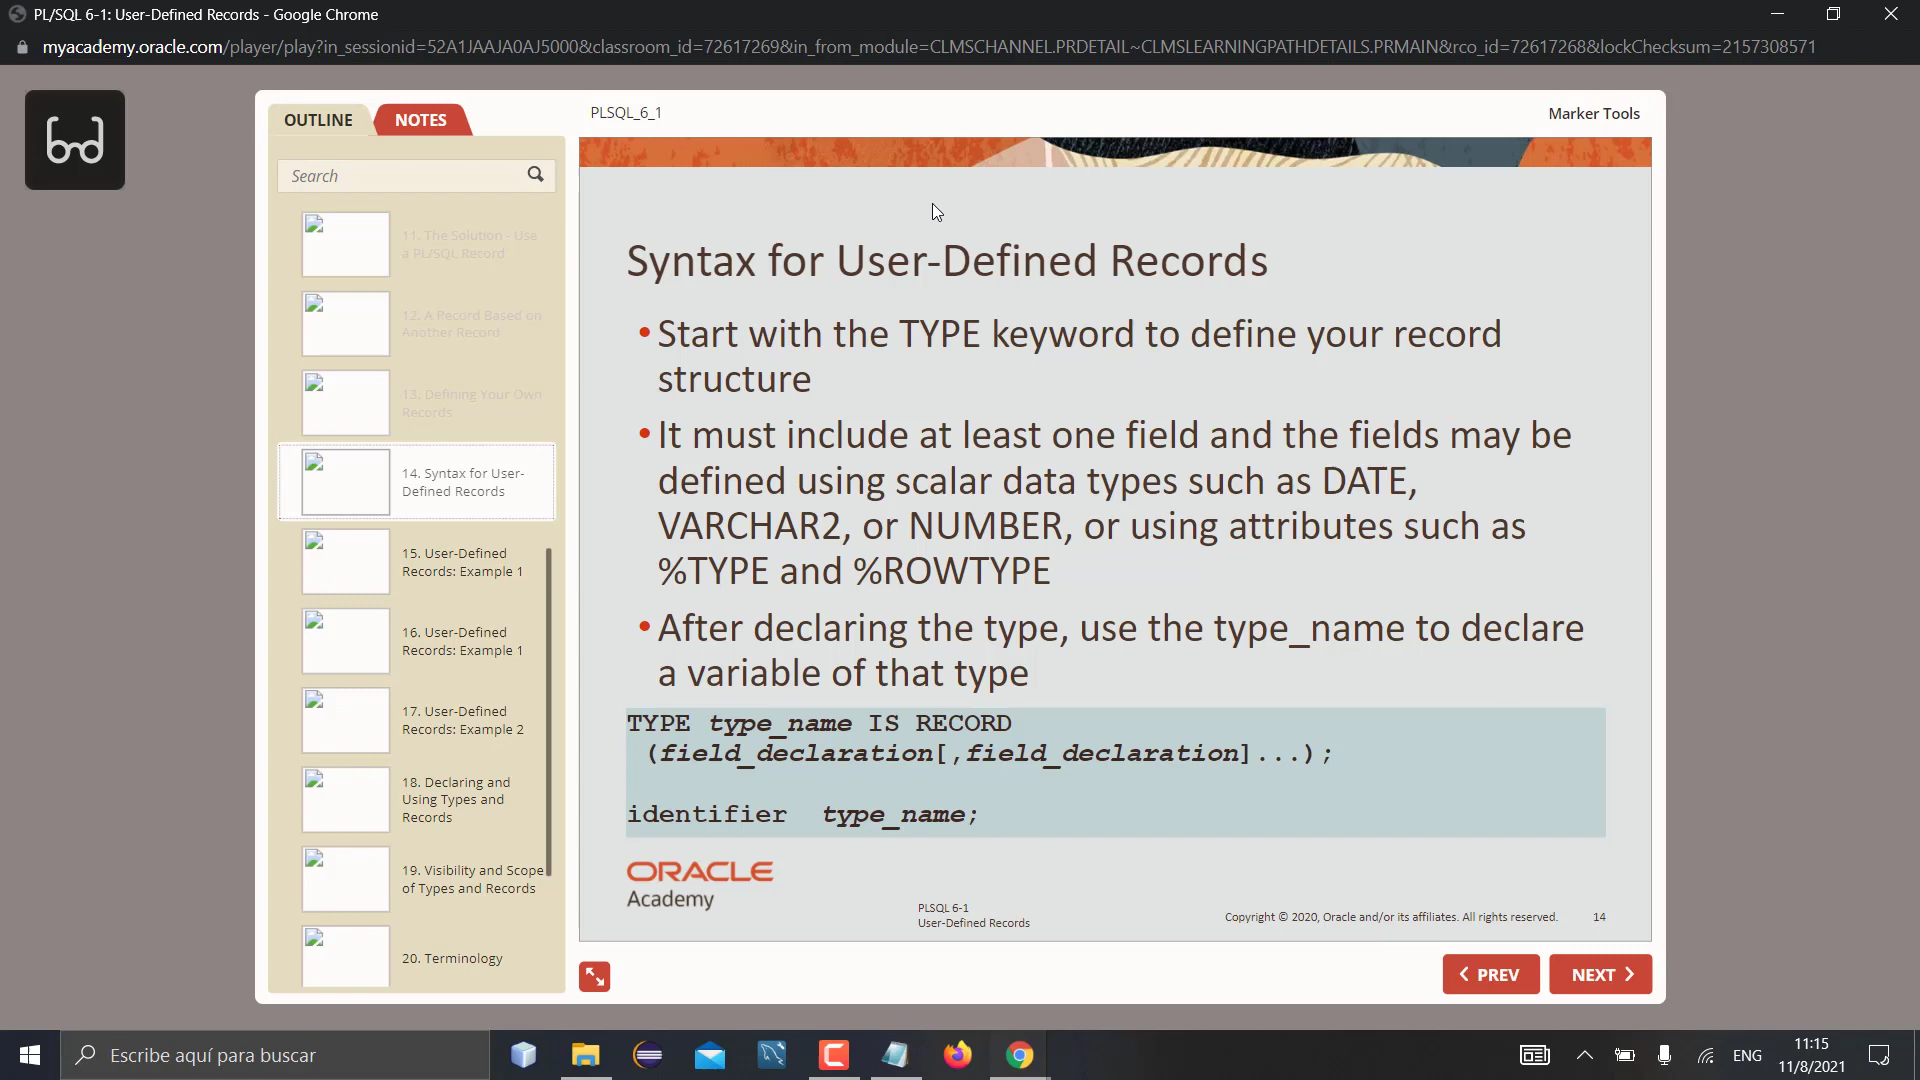 PL/SQL 6-1: User-Defined Records - Google Chrome
myacademy.oracle.com/player/play?in_sessionid=52A1JAAJA0AJ5000&classroom_id=72617269&in_from_module=CLMSCHANNEL.PRDETAIL~CLMSLEARNINGPATHDETAILS.PRMAIN&rco_id=72617268&lockChecksum=2157308571
OUTLINE
NOTES
Search
11. The Solution - Use
a PL/SQL Record
12. A Record Based on
Another Record
13. Defining Your Own
Records
14. Syntax for User-
Defined Records
15. User-Defined
Records: Example 1
16. User-Defined
Records: Example 1
17. User-Defined
Records: Example 2
18. Declaring and
Using Types and
Records
19. Visibility and Scope
of Types and Records
20. Terminology
PLSQL_6_1
Marker Tools
Syntax for User-Defined Records
•Start with the TYPE keyword to define your record
structure
•It must include at least one field and the fields may be
defined using scalar data types such as DATE,
VARCHAR2, or NUMBER, or using attributes such as
%TYPE and %ROWTYPE
•After declaring the type, use the type_name to declare
a variable of that type
TYPE type_name IS RECORD
(field_declaration[,field_declaration]...);
identifier type_name;
ORACLE
Academy
PLSQL 6-1
User-Defined Records
Copyright © 2020, Oracle and/or its affiliates. All rights reserved.
14
PREV
NEXT
Escribe aquí para buscar
ENG
11:15
11/8/2021